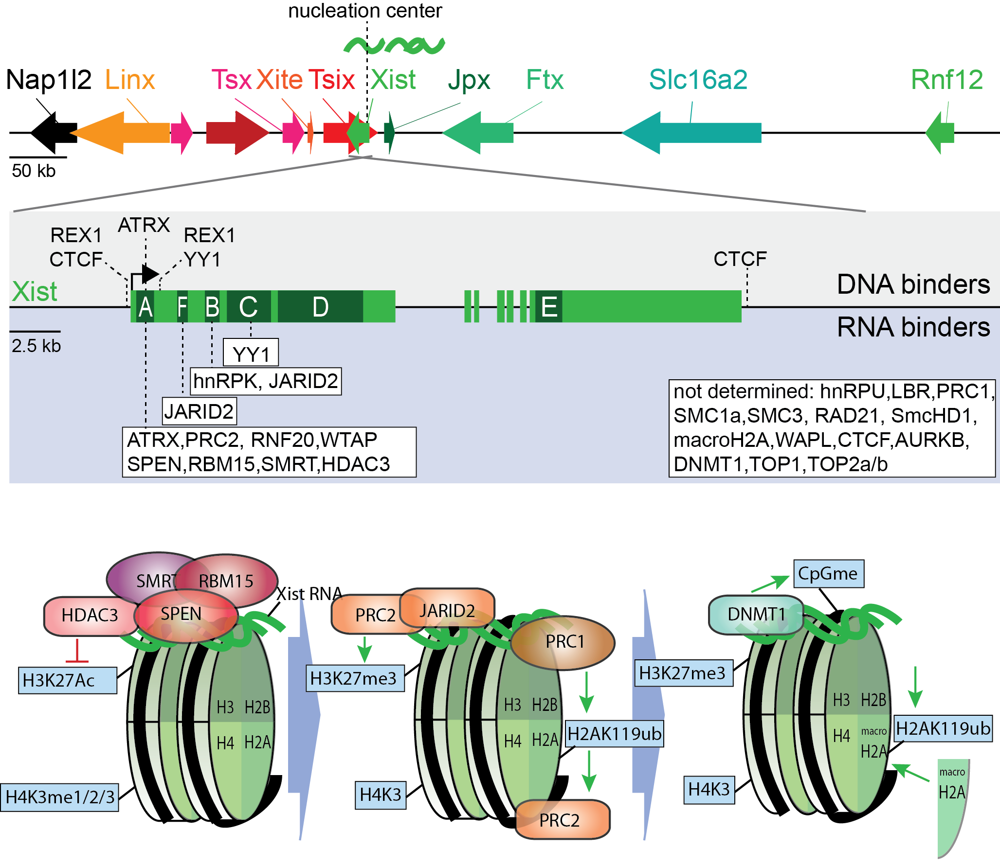 nucleation center
Nap1l2 Linx Tsx Xite Tsix Xist Jpx Ftx Slc16a2 Rnf12
50 kb
ATRX
REX1 REX1
CTCF YY1 CTCF
Xist DNA binders
A F B C D E
RNA binders
2.5 kb
YY1
hnRPK, JARID2
JARID2
ATRX,PRC2, RNF20,WTAP
SPEN,RBM15,SMRT,HDAC3
not determined: hnRPU,LBR,PRC1,
SMC1a,SMC3, RAD21, SmcHD1,
macroH2A,WAPL,CTCF,AURKB,
DNMT1,TOP1,TOP2a/b
SMRT RBM15
Xist RNA
HDAC3 SPEN
H3K27Ac
H3 H2B
H4 H2A
H4K3me1/2/3
PRC2 JARID2
PRC1
H3K27me3
H3 H2B
H4 H2A
H2AK119ub
H4K3
PRC2
CpGme
DNMT1
H3K27me3
H3 H2B
H4 macro
H2A
H2AK119ub
H4K3
macro
H2A